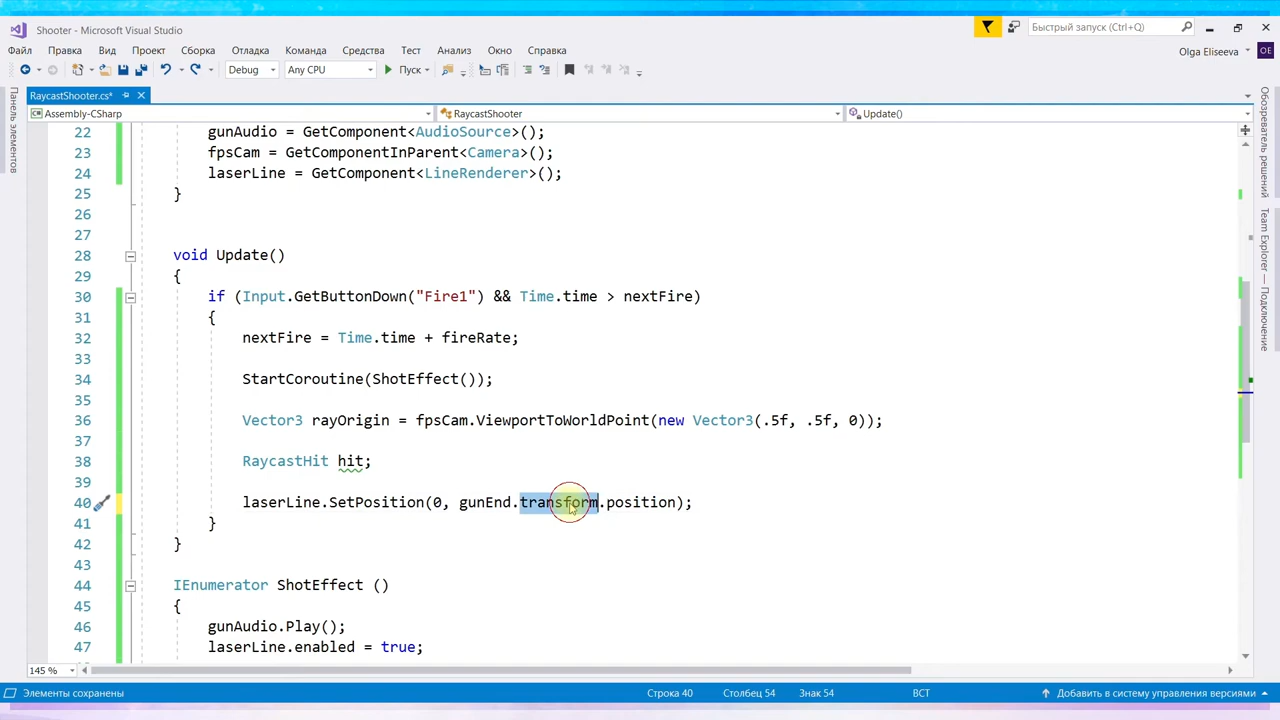 Shooter - Microsoft Visual Studio
Быстрый запуск (Ctrl+Q)
Файл Правка Вид Проект Сборка Отладка Команда Средства Тест Анализ Окно Справка
Olga Eliseeva OE
Debug Any CPU Пуск
Панель элементов
RaycastShooter.cs*
Assembly-CSharp RaycastShooter Update()
22 gunAudio = GetComponent<AudioSource>();
23 fpsCam = GetComponentInParent<Camera>();
24 laserLine = GetComponent<LineRenderer>();
25 }
26
27
28 void Update()
29 {
30 if (Input.GetButtonDown("Fire1") && Time.time > nextFire)
31 {
32 nextFire = Time.time + fireRate;
33
34 StartCoroutine(ShotEffect());
35
36 Vector3 rayOrigin = fpsCam.ViewportToWorldPoint(new Vector3(.5f, .5f, 0));
37
38 RaycastHit hit;
39
40 laserLine.SetPosition(0, gunEnd.transform.position);
41 }
42 }
43
44 IEnumerator ShotEffect ()
45 {
46 gunAudio.Play();
47 laserLine.enabled = true;
Обозреватель решений
Team Explorer — Подключение
145 %
Элементы сохранены Строка 40 Столбец 54 Знак 54 ВСТ Добавить в систему управления версиями